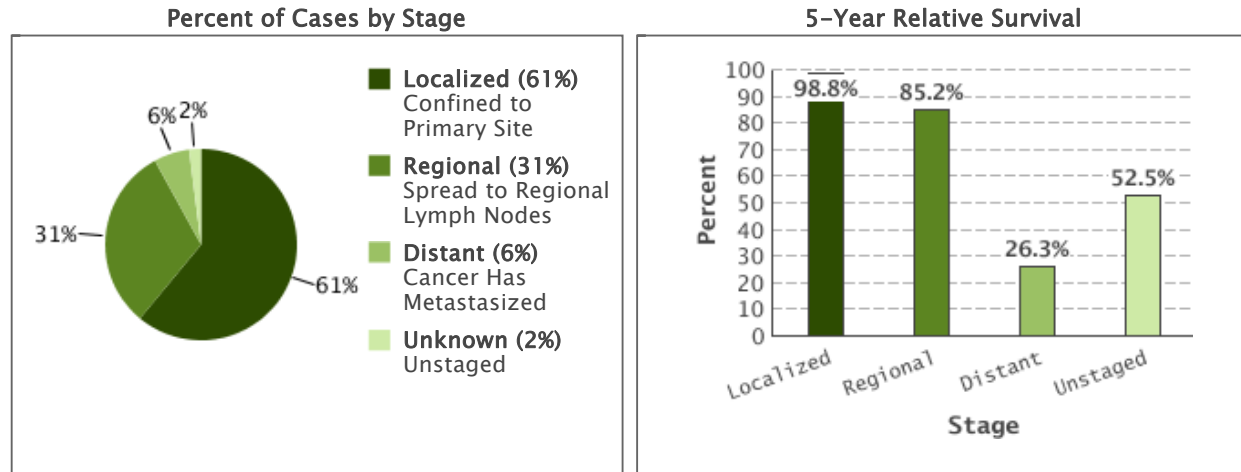 Percent of Cases by Stage
6%
2%
31%
61%
Localized (61%)
Confined to
Primary Site
Regional (31%)
Spread to Regional
Lymph Nodes
Distant (6%)
Cancer Has
Metastasized
Unknown (2%)
Unstaged
5-Year Relative Survival
Percent
100
90
80
70
60
50
40
30
20
10
0
98.8%
85.2%
26.3%
52.5%
Localized
Regional
Distant
Unstaged
Stage